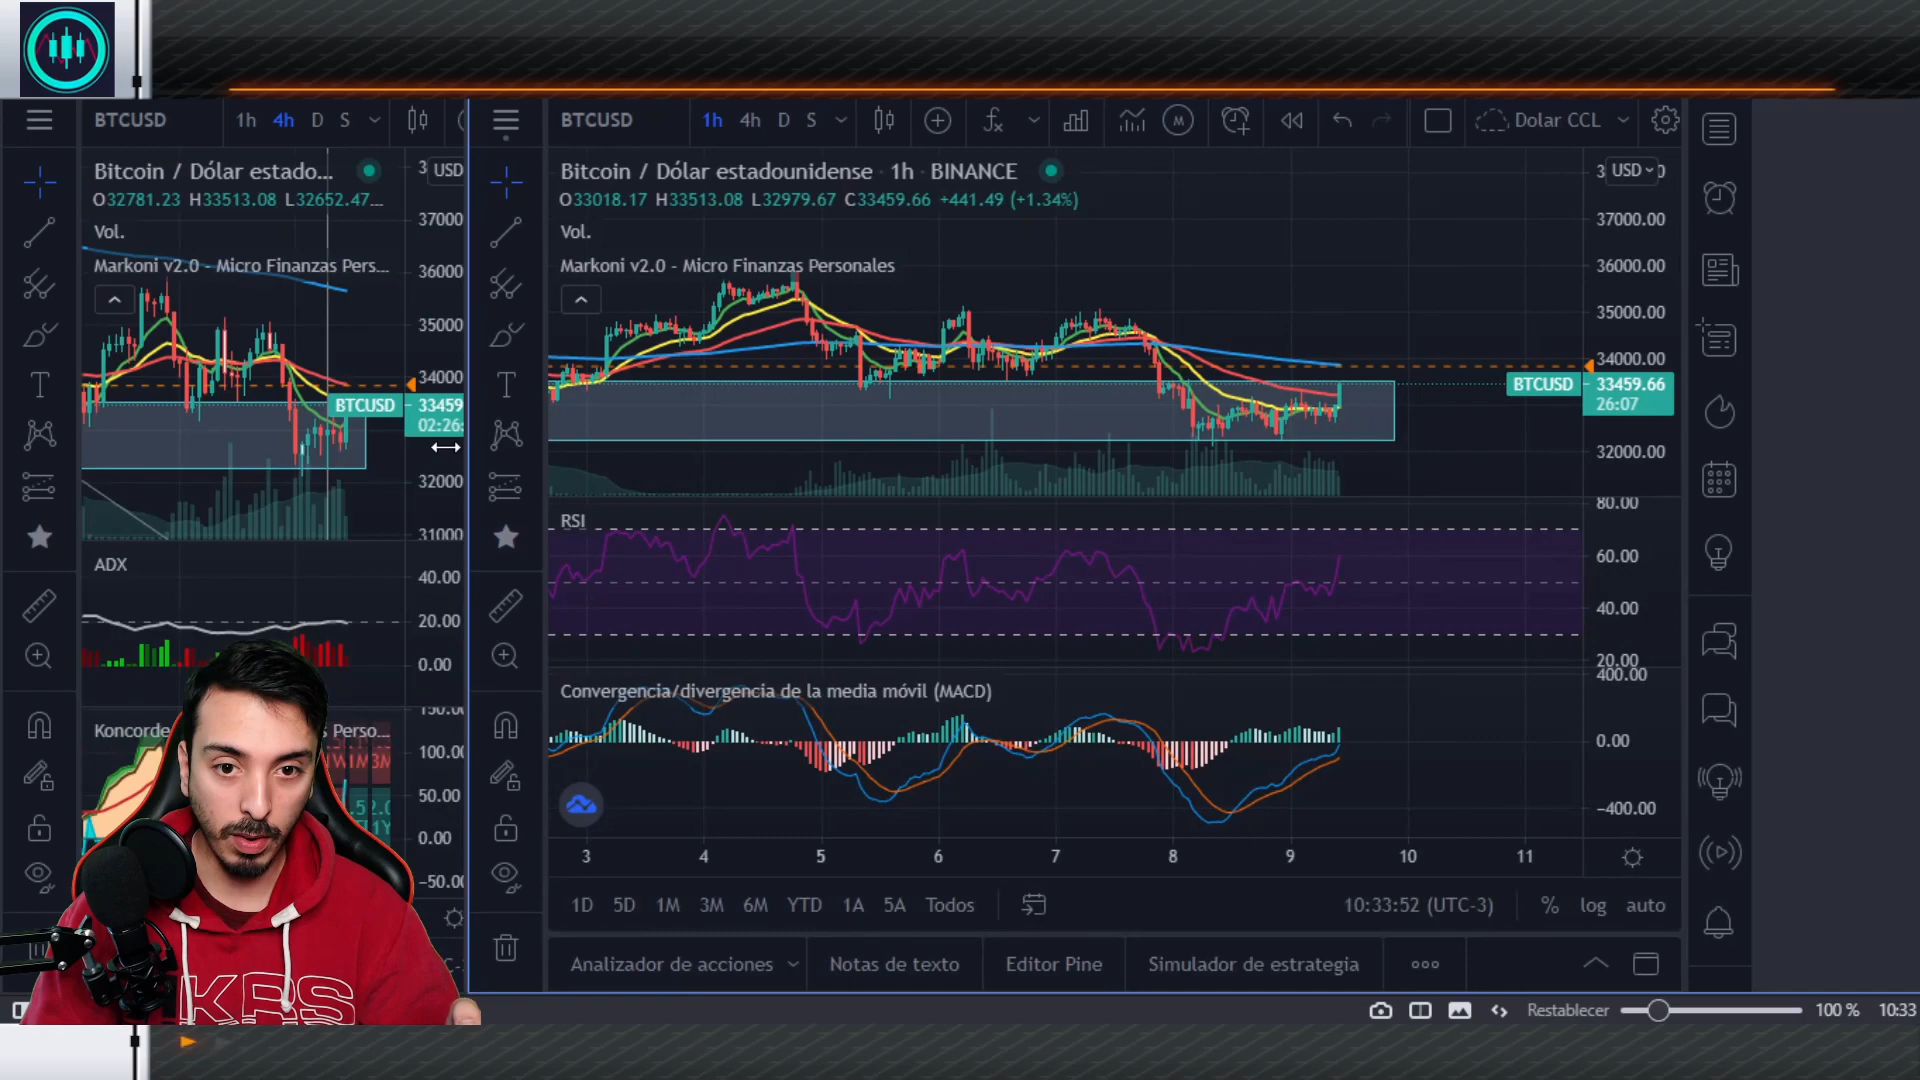 BTCUSD 1h 4h D S
Bitcoin / Dólar estado...
USD
O32781.23 H33513.08 L32652.47...
Vol.
Markoni v2.0 - Micro Finanzas Pers...
37000
36000
35000
34000
BTCUSD 33459
02:26:
32000
31000
ADX
40.00
20.00
0.00
Koncorde
s Perso...
100.00
50.00
0.00
-50.00
BTCUSD 1h 4h D S
M
Dolar CCL
Bitcoin / Dólar estadounidense · 1h · BINANCE
USD
O33018.17 H33513.08 L32979.67 C33459.66 +441.49 (+1.34%)
Vol.
Markoni v2.0 - Micro Finanzas Personales
37000.00
36000.00
35000.00
34000.00
BTCUSD 33459.66
26:07
32000.00
RSI
80.00
60.00
40.00
20.00
Convergencia/divergencia de la media móvil (MACD)
400.00
0.00
-400.00
3 4 5 6 7 8 9 10 11
1D 5D 1M 3M 6M YTD 1A 5A Todos
10:33:52 (UTC-3) % log auto
Analizador de acciones Notas de texto Editor Pine Simulador de estrategia
Restablecer 100 % 10:33
KRS